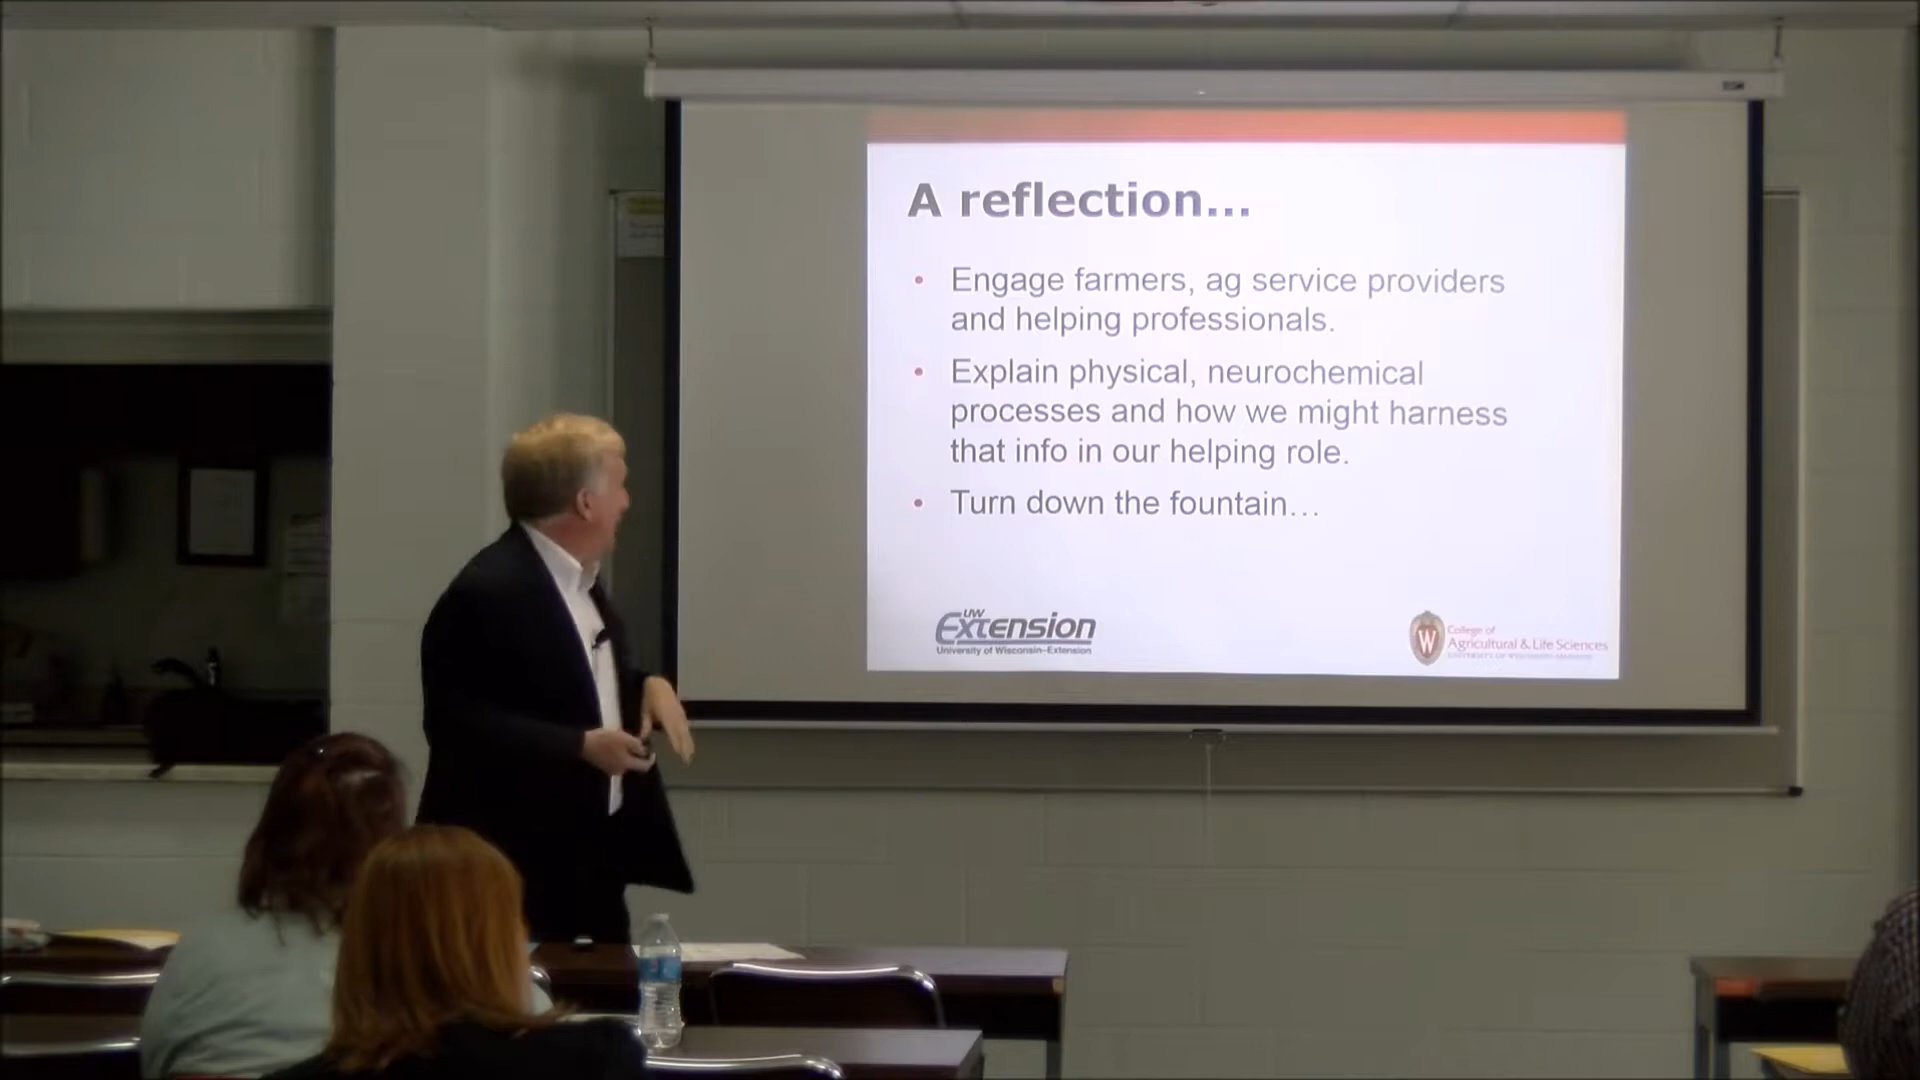 A reflection...
• Engage farmers, ag service providers
and helping professionals.
• Explain physical, neurochemical
processes and how we might harness
that info in our helping role.
• Turn down the fountain…
UW
Extension
University of Wisconsin–Extension
W
College of
Agricultural & Life Sciences